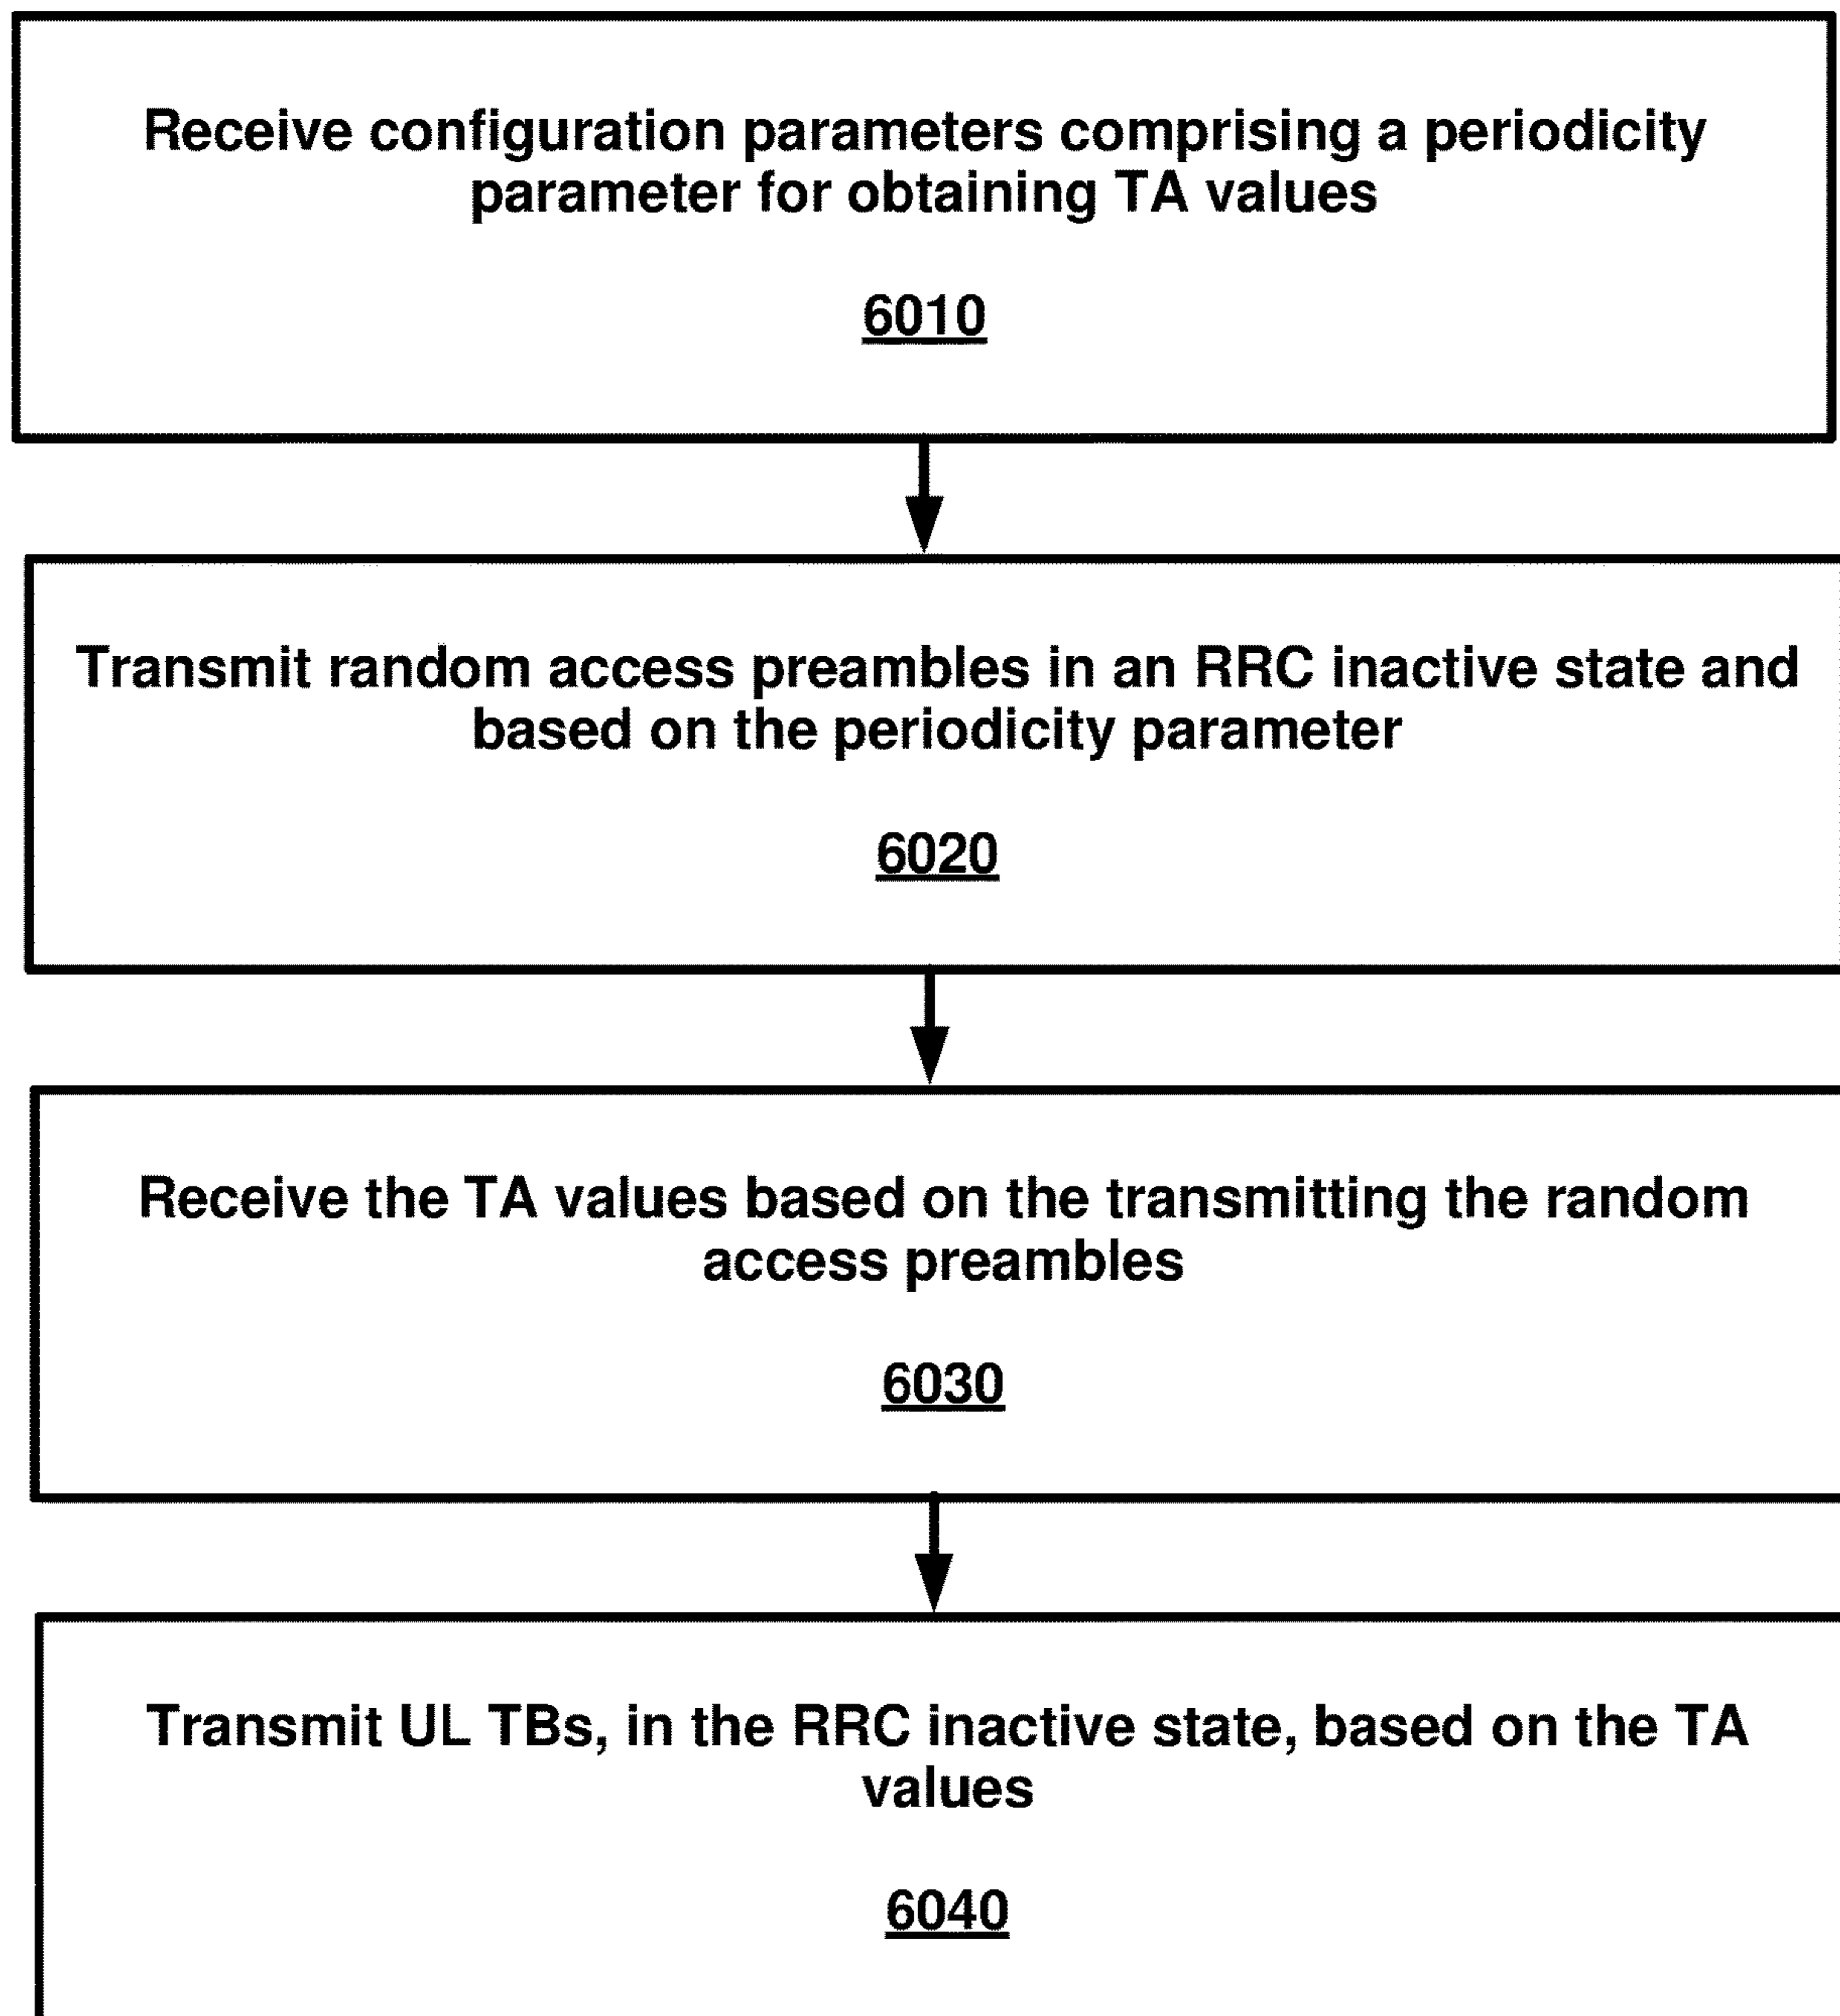 Receive configuration parameters comprising a periodicity
parameter for obtaining TA values
6010
Transmit random access preambles in an RRC inactive state and
based on the periodicity parameter
6020
Receive the TA values based on the transmitting the random
access preambles
6030
Transmit UL TBs, in the RRC inactive state, based on the TA
values
6040